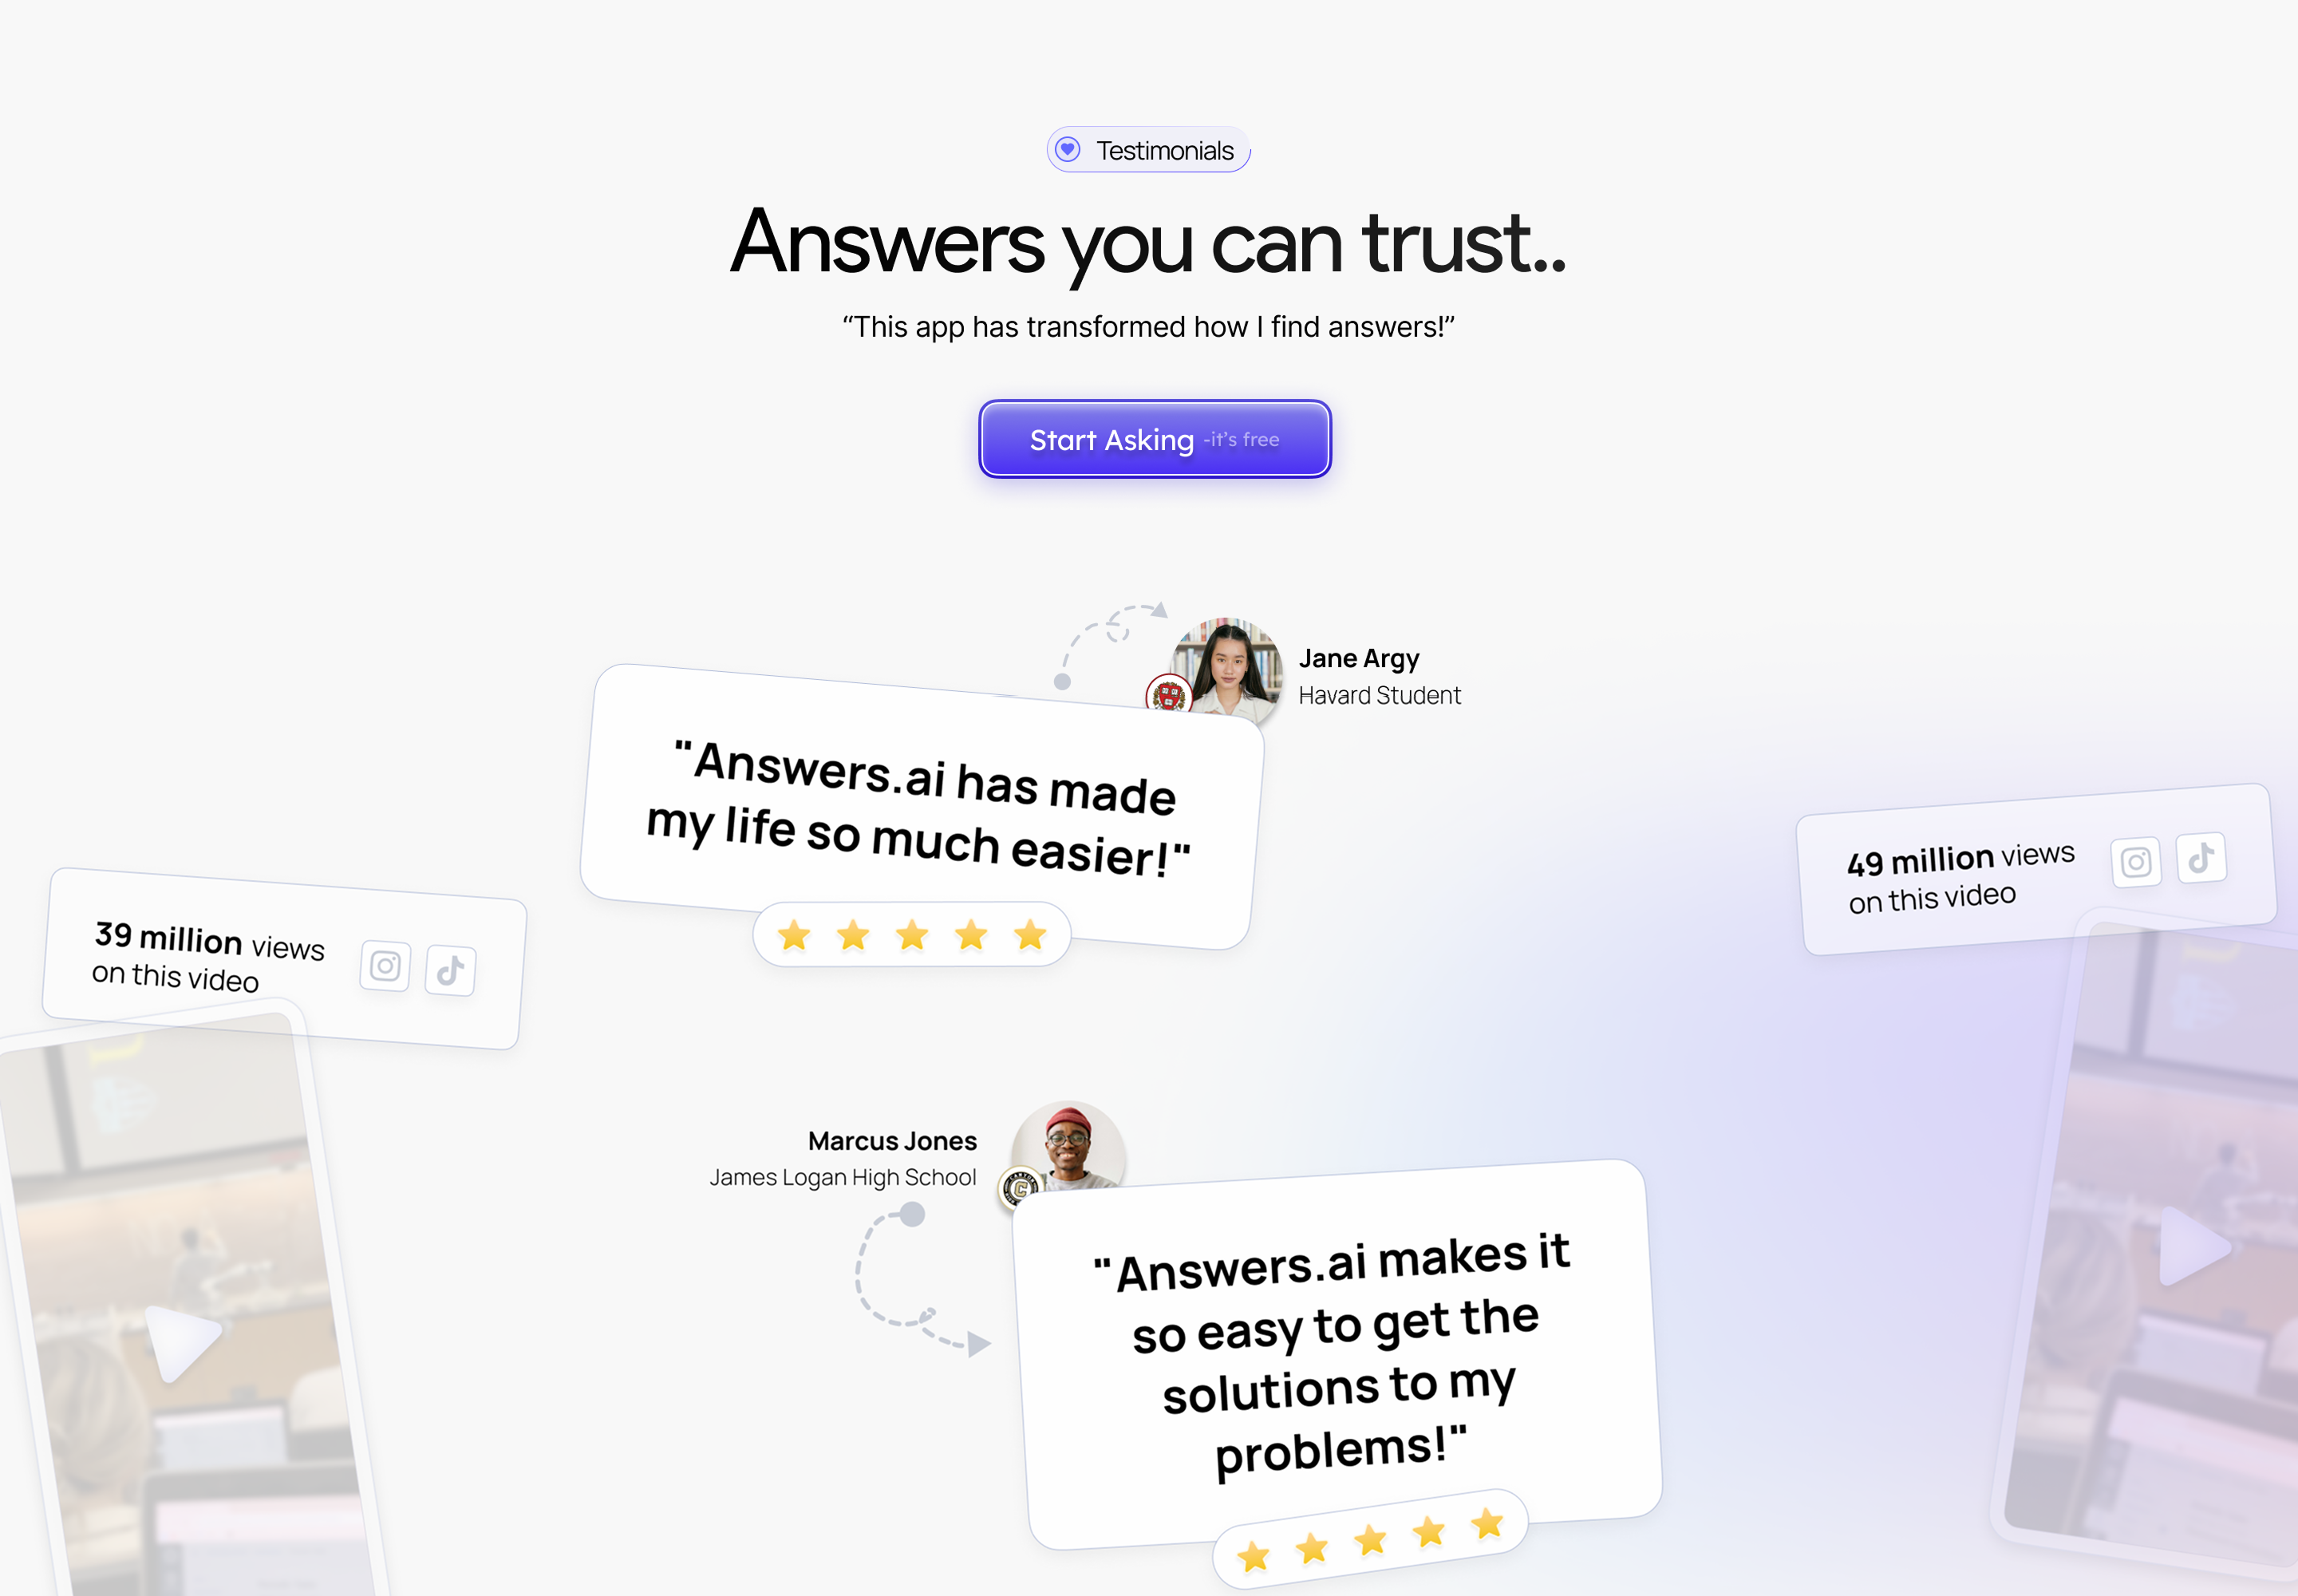 Testimonials
Answers you can trust..
“This app has transformed how I find answers!”
Start Asking -it's free
Jane Argy
Havard Student
"Answers.ai has made
my life so much easier!"
39 million views
on this video
49 million views
on this video
Marcus Jones
James Logan High School
C
"Answers.ai makes it
so easy to get the
solutions to my
problems!"